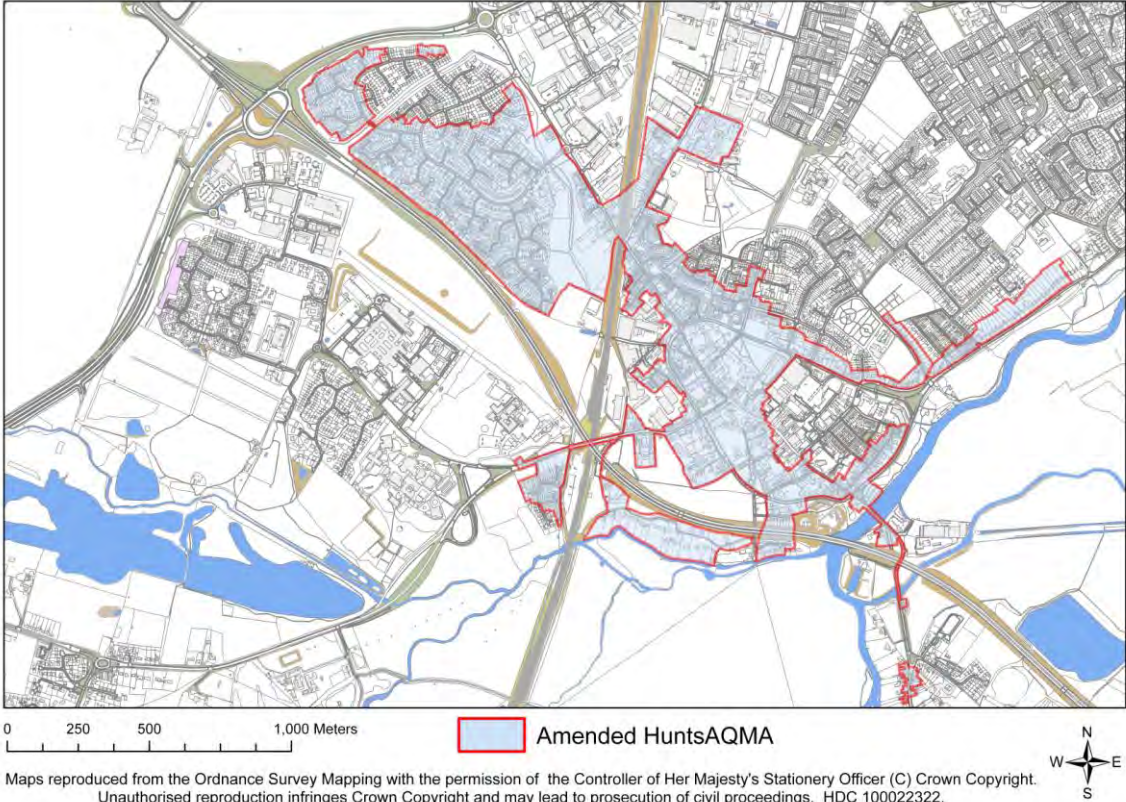 0 250 500 1,000 Meters
Amended HuntsAQMA
N
W E
S
Maps reproduced from the Ordnance Survey Mapping with the permission of the Controller of Her Majesty's Stationery Officer (C) Crown Copyright.
Unauthorised reproduction infringes Crown Copyright and may lead to prosecution of civil proceedings. HDC 100022322.